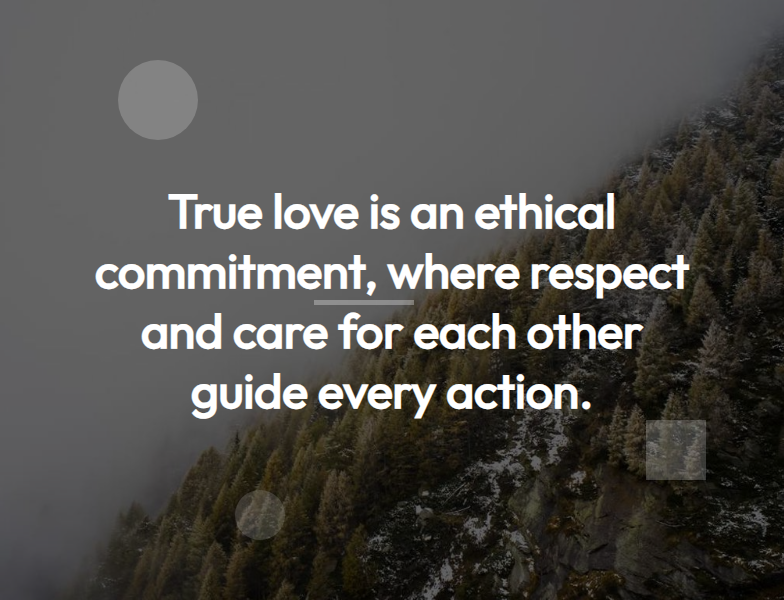 True love is an ethical
commitment, where respect
and care for each other
guide every action.